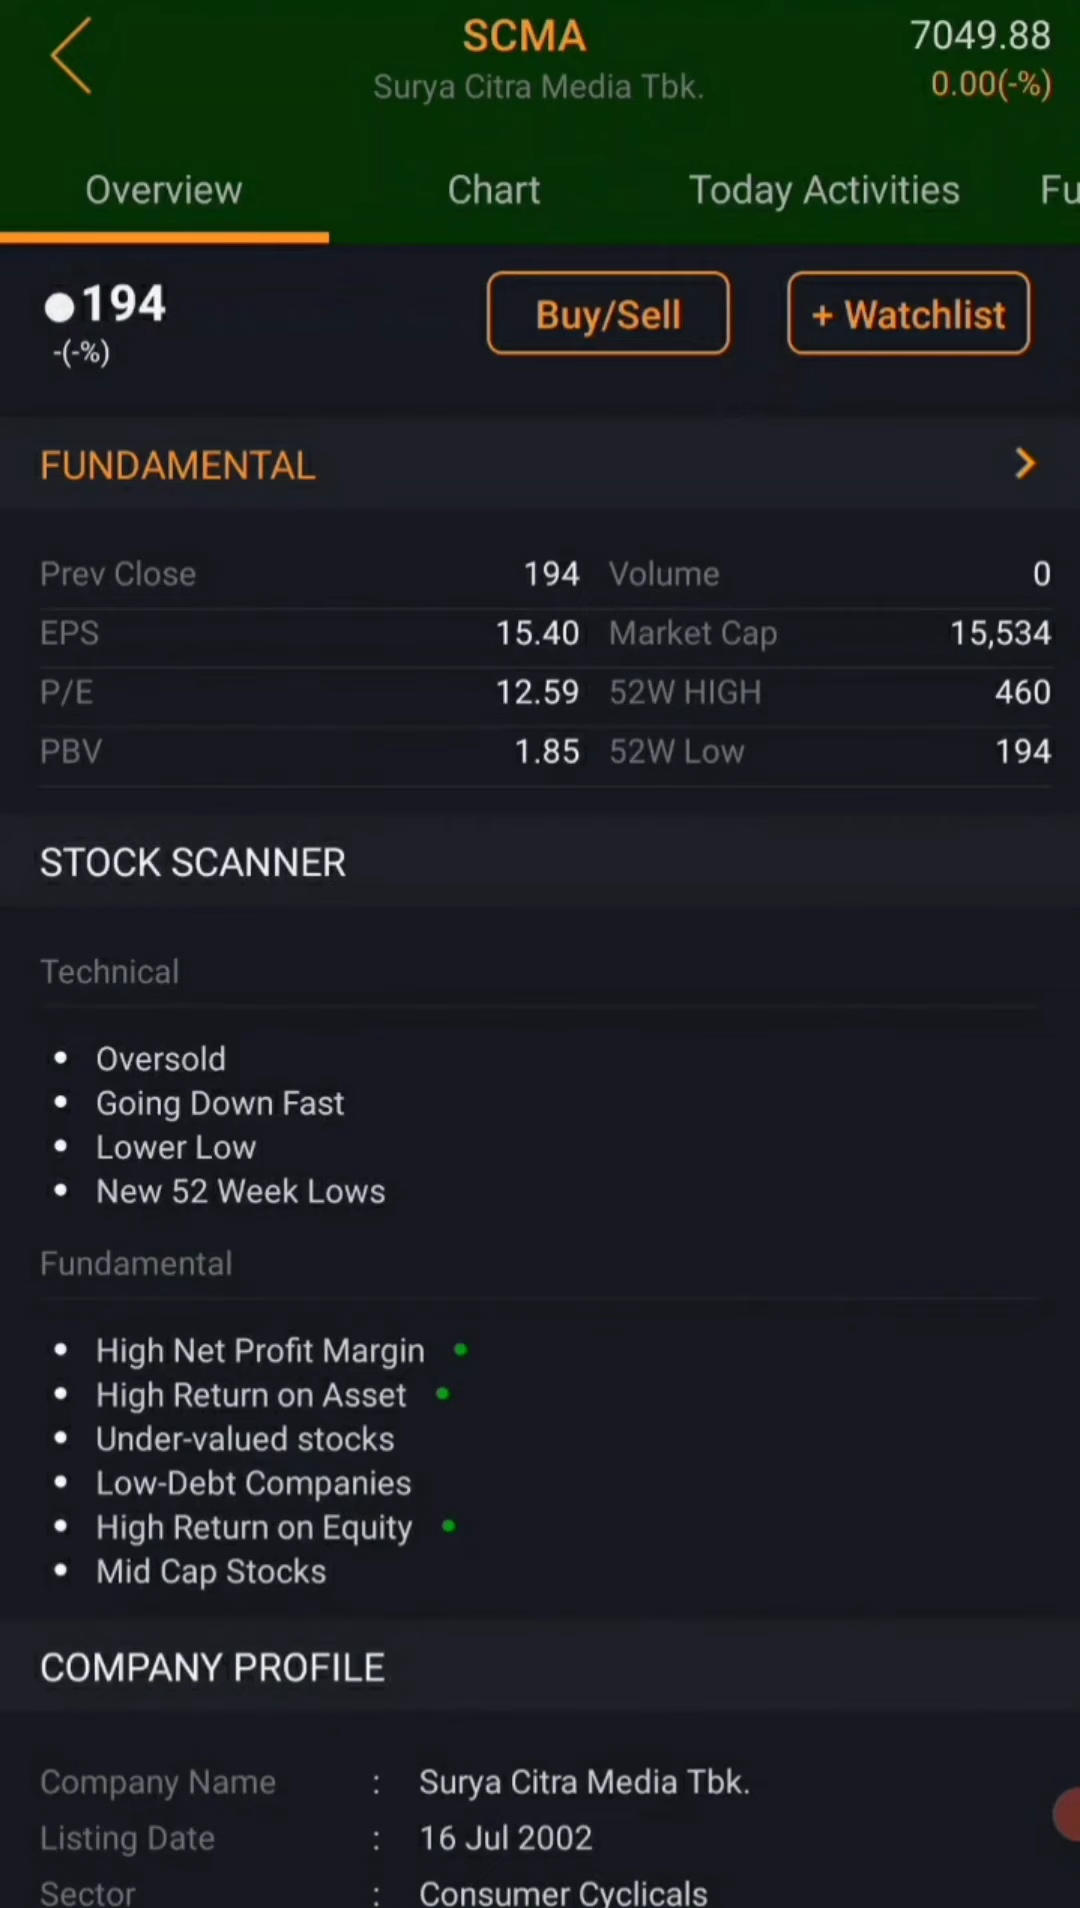 SCMA
7049.88
Surya Citra Media Tbk.
0.00(-%)
Overview Chart Today Activities Fu
194
-(-%)
Buy/Sell
+ Watchlist
FUNDAMENTAL
Prev Close 194 Volume 0
EPS 15.40 Market Cap 15,534
P/E 12.59 52W HIGH 460
PBV 1.85 52W Low 194
STOCK SCANNER
Technical
• Oversold
• Going Down Fast
• Lower Low
• New 52 Week Lows
Fundamental
• High Net Profit Margin
• High Return on Asset
• Under-valued stocks
• Low-Debt Companies
• High Return on Equity
• Mid Cap Stocks
COMPANY PROFILE
Company Name : Surya Citra Media Tbk.
Listing Date : 16 Jul 2002
Sector : Consumer Cyclicals